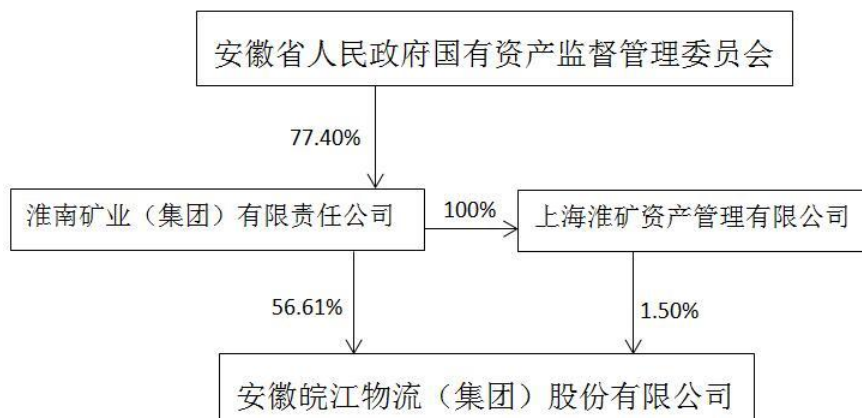 安徽省人民政府国有资产监督管理委员会
77.40%
淮南矿业（集团）有限责任公司
100%
上海淮矿资产管理有限公司
56.61%
1.50%
安徽皖江物流（集团）股份有限公司